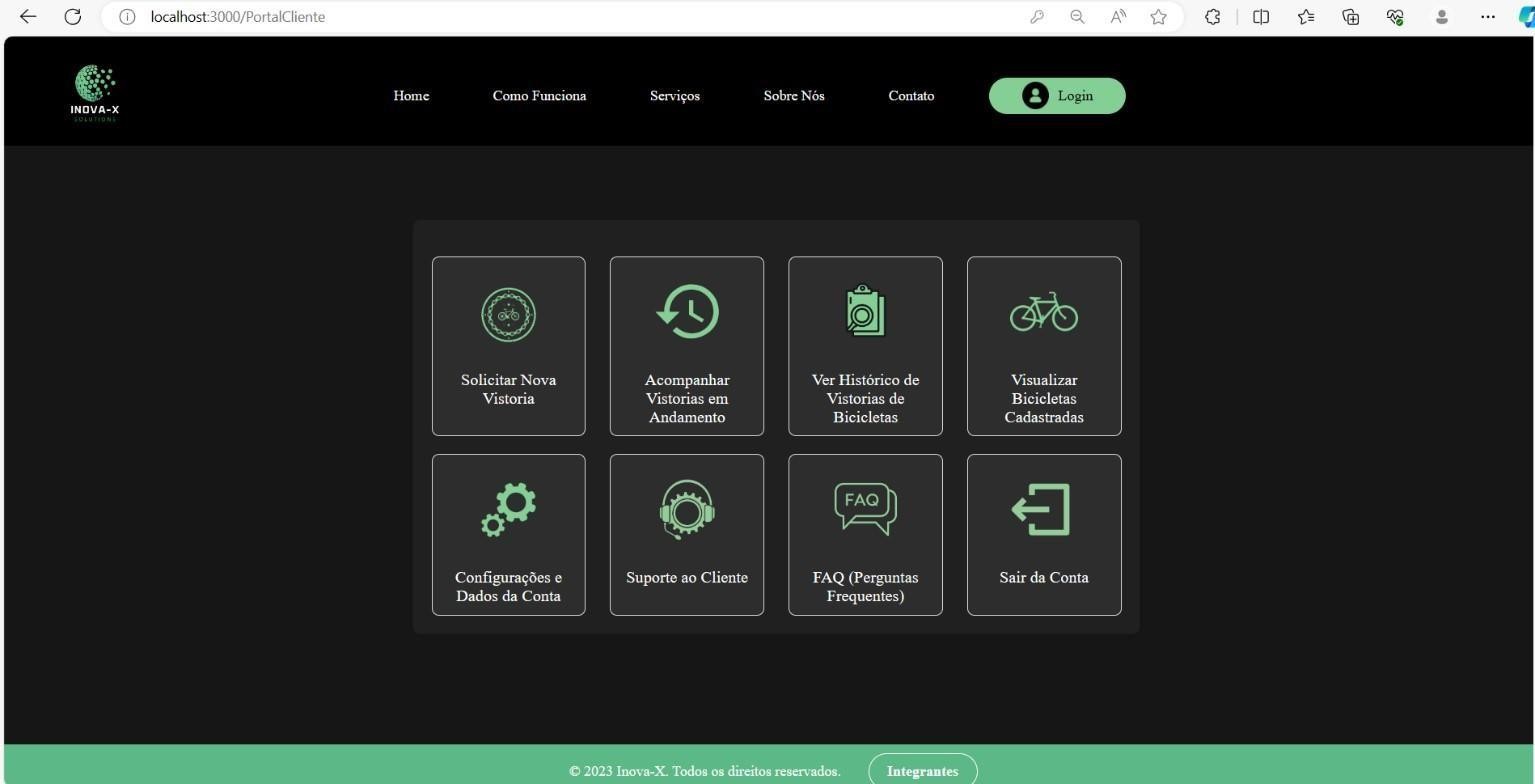 localhost:3000/PortalCliente
INOVA-X
SOLUTIONS
Home
Como Funciona
Serviços
Sobre Nós
Contato
Login
Solicitar Nova
Vistoria
Acompanhar
Vistorias em
Andamento
Ver Histórico de
Vistorias de
Bicicletas
Visualizar
Bicicletas
Cadastradas
Configurações e
Dados da Conta
Suporte ao Cliente
FAQ
FAQ (Perguntas
Frequentes)
Sair da Conta
© 2023 Inova-X. Todos os direitos reservados.
Integrantes